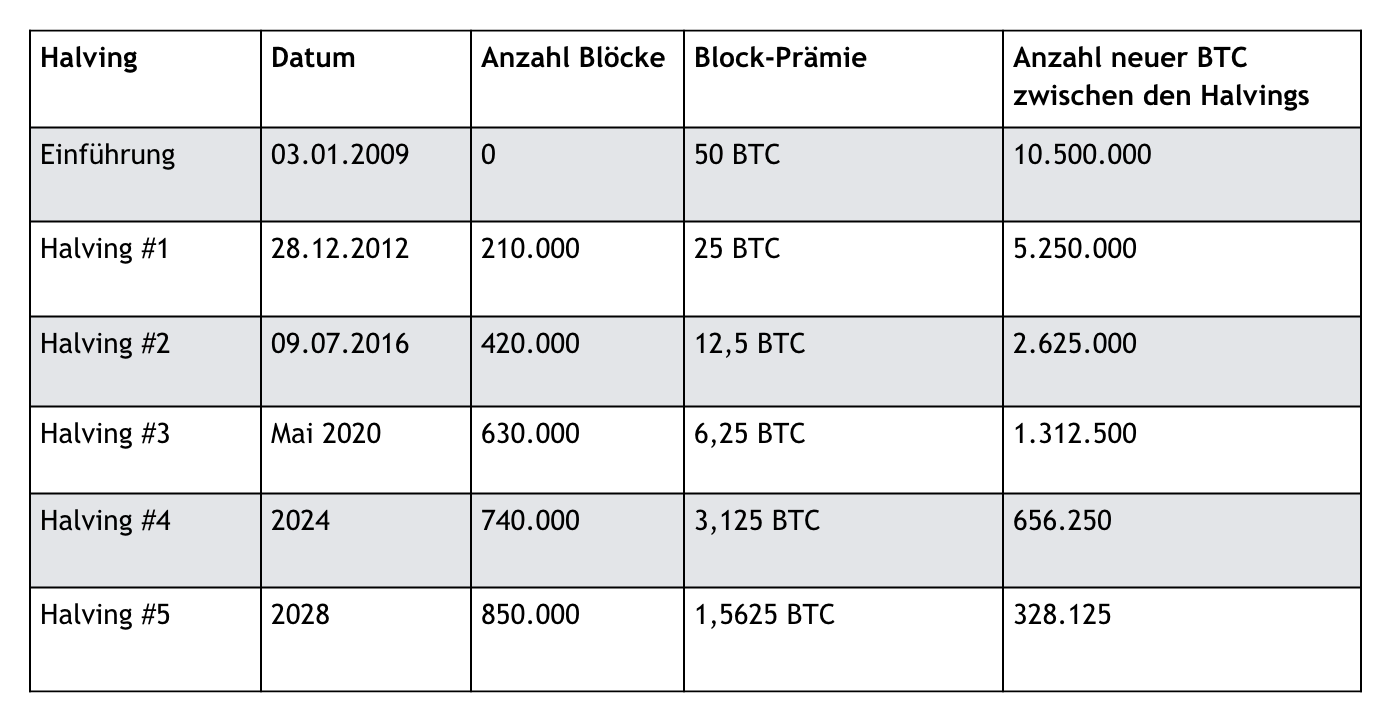 Halving Datum Anzahl Blöcke Block-Prämie Anzahl neuer BTC
zwischen den Halvings
Einführung 03.01.2009 0 50 BTC 10.500.000
Halving #1 28.12.2012 210.000 25 BTC 5.250.000
Halving #2 09.07.2016 420.000 12,5 BTC 2.625.000
Halving #3 Mai 2020 630.000 6,25 BTC 1.312.500
Halving #4 2024 740.000 3,125 BTC 656.250
Halving #5 2028 850.000 1,5625 BTC 328.125